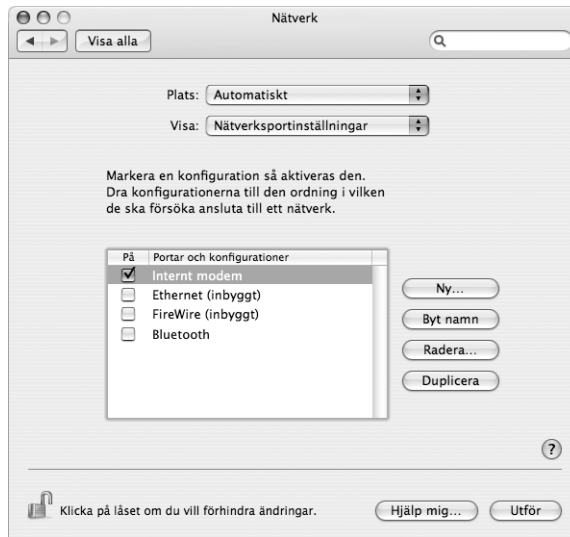 Nätverk
Visa alla
Plats: Automatiskt
Visa: Nätverksportinställningar
Markera en konfiguration så aktiveras den.
Dra konfigurationerna till den ordning i vilken
de ska försöka ansluta till ett nätverk.
På Portar och konfigurationer
Internt modem
Ethernet (inbyggt)
FireWire (inbyggt)
Bluetooth
Ny...
Byt namn
Radera...
Duplicera
?
Klicka på låset om du vill förhindra ändringar.
Hjälp mig...
Utför